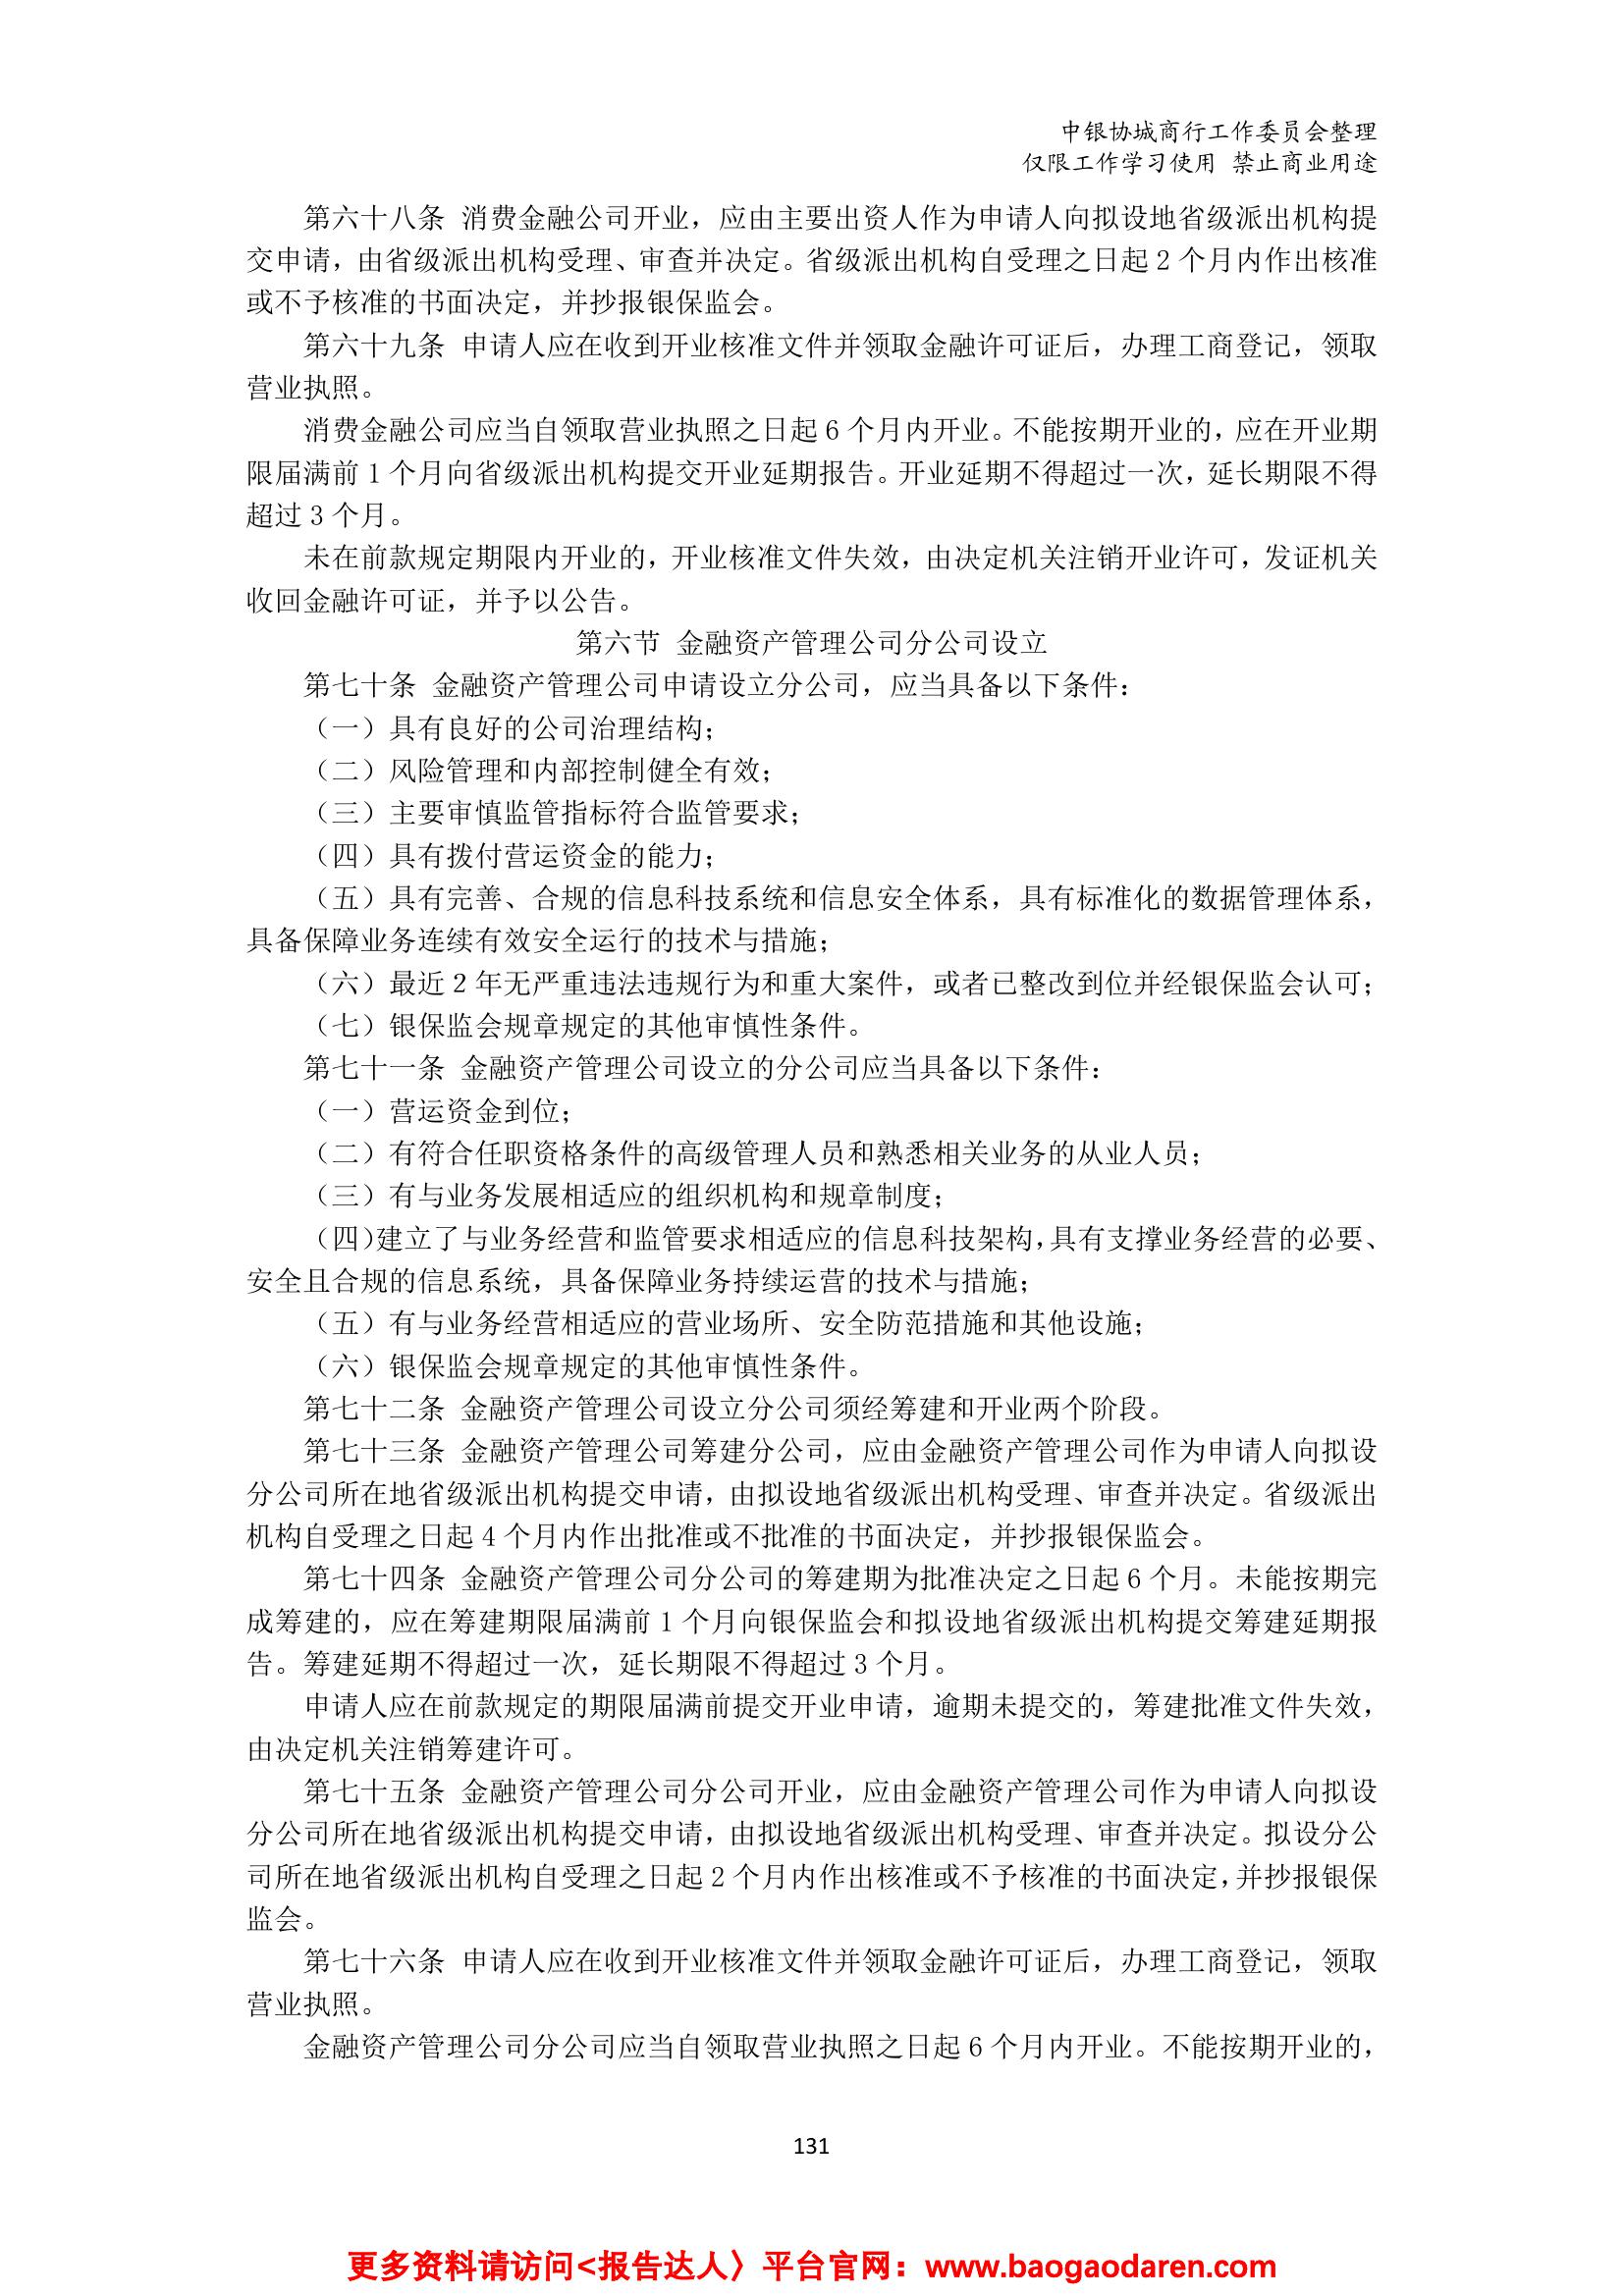 中银协城商行工作委员会整理
仅限工作学习使用 禁止商业用途
第六十八条 消费金融公司开业，应由主要出资人作为申请人向拟设地省级派出机构提
交申请，由省级派出机构受理、审查并决定。省级派出机构自受理之日起 2 个月内作出核准
或不予核准的书面决定，并抄报银保监会。
第六十九条 申请人应在收到开业核准文件并领取金融许可证后，办理工商登记，领取
营业执照。
消费金融公司应当自领取营业执照之日起 6 个月内开业。不能按期开业的，应在开业期
限届满前 1 个月向省级派出机构提交开业延期报告。开业延期不得超过一次，延长期限不得
超过 3 个月。
未在前款规定期限内开业的，开业核准文件失效，由决定机关注销开业许可，发证机关
收回金融许可证，并予以公告。
第六节 金融资产管理公司分公司设立
第七十条 金融资产管理公司申请设立分公司，应当具备以下条件：
（一）具有良好的公司治理结构；
（二）风险管理和内部控制健全有效；
（三）主要审慎监管指标符合监管要求；
（四）具有拨付营运资金的能力；
（五）具有完善、合规的信息科技系统和信息安全体系，具有标准化的数据管理体系，
具备保障业务连续有效安全运行的技术与措施；
（六）最近 2 年无严重违法违规行为和重大案件，或者已整改到位并经银保监会认可；
（七）银保监会规章规定的其他审慎性条件。
第七十一条 金融资产管理公司设立的分公司应当具备以下条件：
（一）营运资金到位；
（二）有符合任职资格条件的高级管理人员和熟悉相关业务的从业人员；
（三）有与业务发展相适应的组织机构和规章制度；
（四）建立了与业务经营和监管要求相适应的信息科技架构，具有支撑业务经营的必要、
安全且合规的信息系统，具备保障业务持续运营的技术与措施；
（五）有与业务经营相适应的营业场所、安全防范措施和其他设施；
（六）银保监会规章规定的其他审慎性条件。
第七十二条 金融资产管理公司设立分公司须经筹建和开业两个阶段。
第七十三条 金融资产管理公司筹建分公司，应由金融资产管理公司作为申请人向拟设
分公司所在地省级派出机构提交申请，由拟设地省级派出机构受理、审查并决定。省级派出
机构自受理之日起 4 个月内作出批准或不批准的书面决定，并抄报银保监会。
第七十四条 金融资产管理公司分公司的筹建期为批准决定之日起 6 个月。未能按期完
成筹建的，应在筹建期限届满前 1 个月向银保监会和拟设地省级派出机构提交筹建延期报
告。筹建延期不得超过一次，延长期限不得超过 3 个月。
申请人应在前款规定的期限届满前提交开业申请，逾期未提交的，筹建批准文件失效，
由决定机关注销筹建许可。
第七十五条 金融资产管理公司分公司开业，应由金融资产管理公司作为申请人向拟设
分公司所在地省级派出机构提交申请，由拟设地省级派出机构受理、审查并决定。拟设分公
司所在地省级派出机构自受理之日起 2 个月内作出核准或不予核准的书面决定，并抄报银保
监会。
第七十六条 申请人应在收到开业核准文件并领取金融许可证后，办理工商登记，领取
营业执照。
金融资产管理公司分公司应当自领取营业执照之日起 6 个月内开业。不能按期开业的，
131
更多资料请访问<报告达人〉平台官网：www.baogaodaren.com